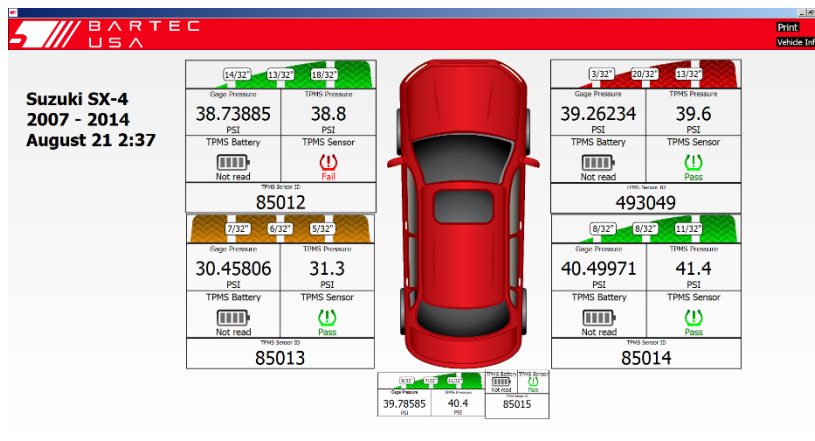 BARTEC
USA
Print
Vehicle Inf
Suzuki SX-4
2007 - 2014
August 21 2:37
14/32" 13/32" 18/32"
Gage Pressure TPMS Pressure
38.73885 38.8
PSI PSI
TPMS Battery TPMS Sensor
Not read Fail
TPMS Sensor ID
85012
3/32" 20/32" 13/32"
Gage Pressure TPMS Pressure
39.26234 39.6
PSI PSI
TPMS Battery TPMS Sensor
Not read Pass
TPMS Sensor ID
493049
7/32" 6/32" 5/32"
Gage Pressure TPMS Pressure
30.45806 31.3
PSI PSI
TPMS Battery TPMS Sensor
Not read Pass
TPMS Sensor ID
85013
8/32" 8/32" 11/32"
Gage Pressure TPMS Pressure
40.49971 41.4
PSI PSI
TPMS Battery TPMS Sensor
Not read Pass
TPMS Sensor ID
85014
7/32" 11/32"
Gage Pressure TPMS Pressure
39.78585 40.4
PSI PSI
TPMS Battery TPMS Sensor
Not read Pass
TPMS Sensor ID
85015